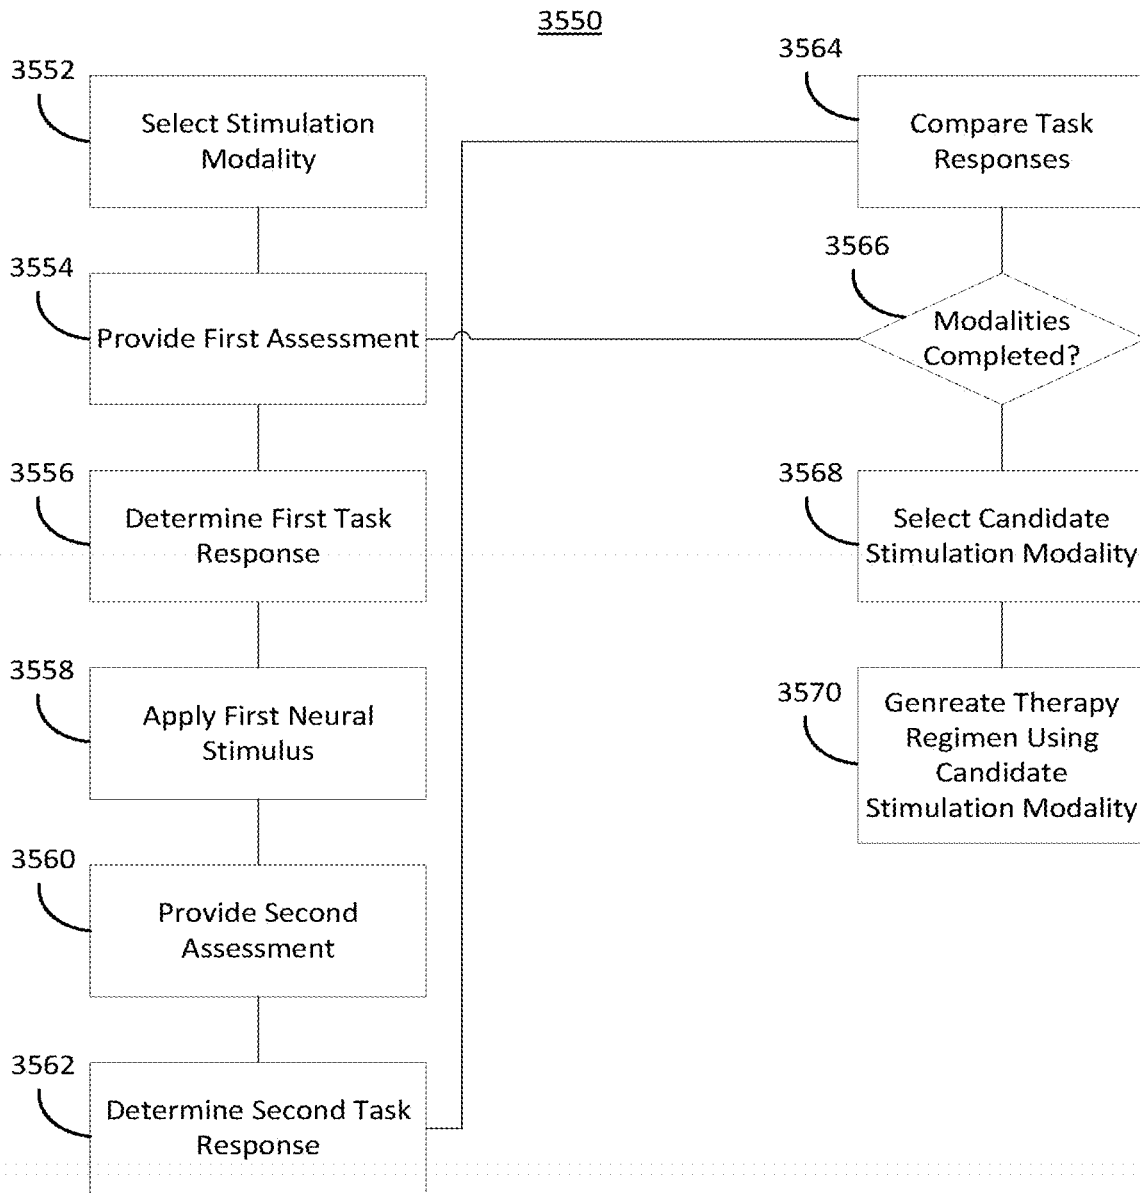 3550
3552
Select Stimulation
Modality
3554
Provide First Assessment
3556
Determine First Task
Response
3558
Apply First Neural
Stimulus
3560
Provide Second
Assessment
3562
Determine Second Task
Response
3564
Compare Task
Responses
3566
Modalities
Completed?
3568
Select Candidate
Stimulation Modality
3570
Genreate Therapy
Regimen Using
Candidate
Stimulation Modality